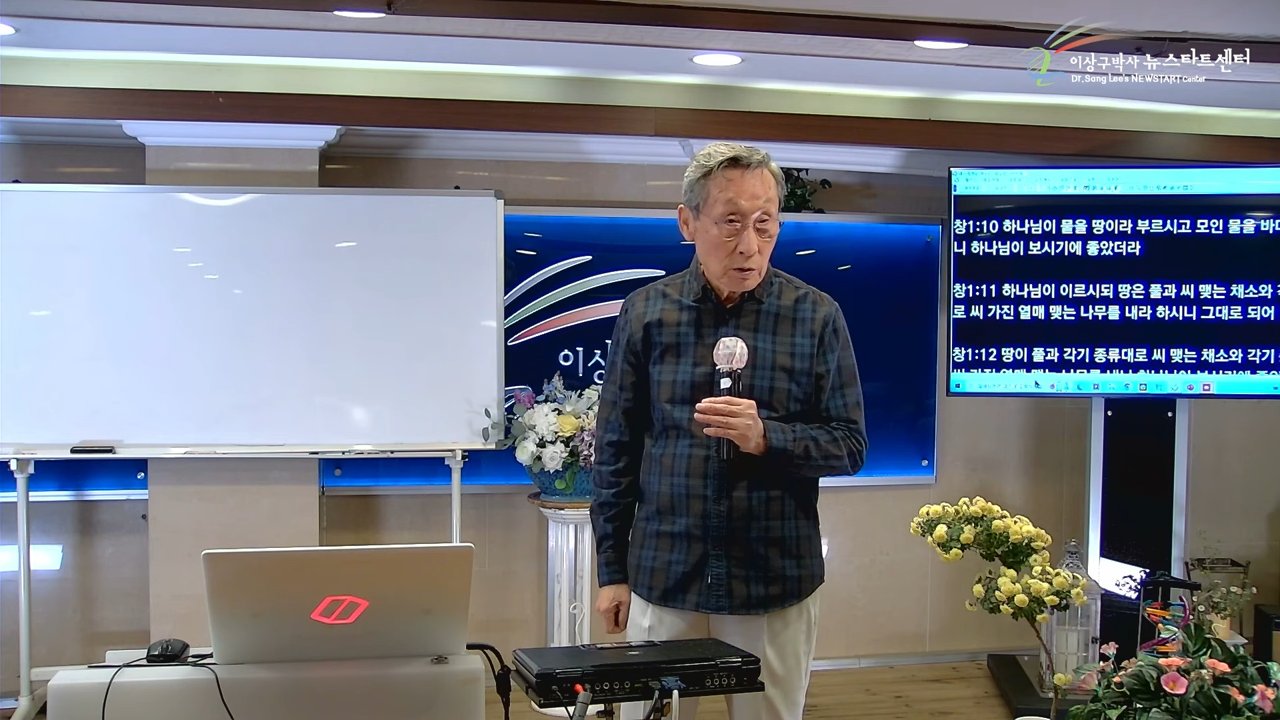 이상구박사 뉴스타트센터
Dr.Sang Lee's NEWSTART Center
창1:10 하나님이 뭍을 땅이라 부르시고 모인 물을 바
니 하나님이 보시기에 좋았더라
창1:11 하나님이 이르시되 땅은 풀과 씨 맺는 채소와
로 씨 가진 열매 맺는 나무를 내라 하시니 그대로 되어
창1:12 땅이 풀과 각기 종류대로 씨 맺는 채소와 각기
이상